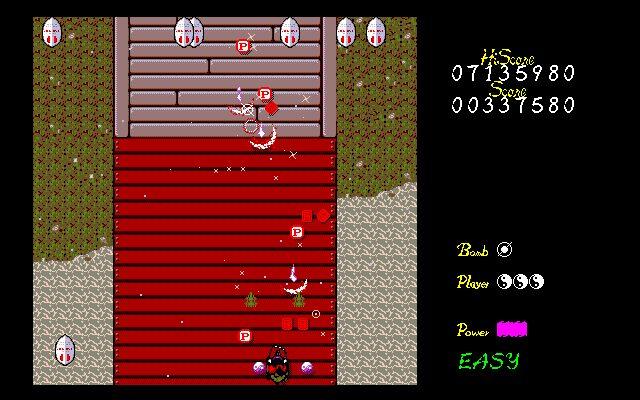 HiScore
07135980
Score
00337580
P
P
P
Bomb
Player
P
Power
EASY